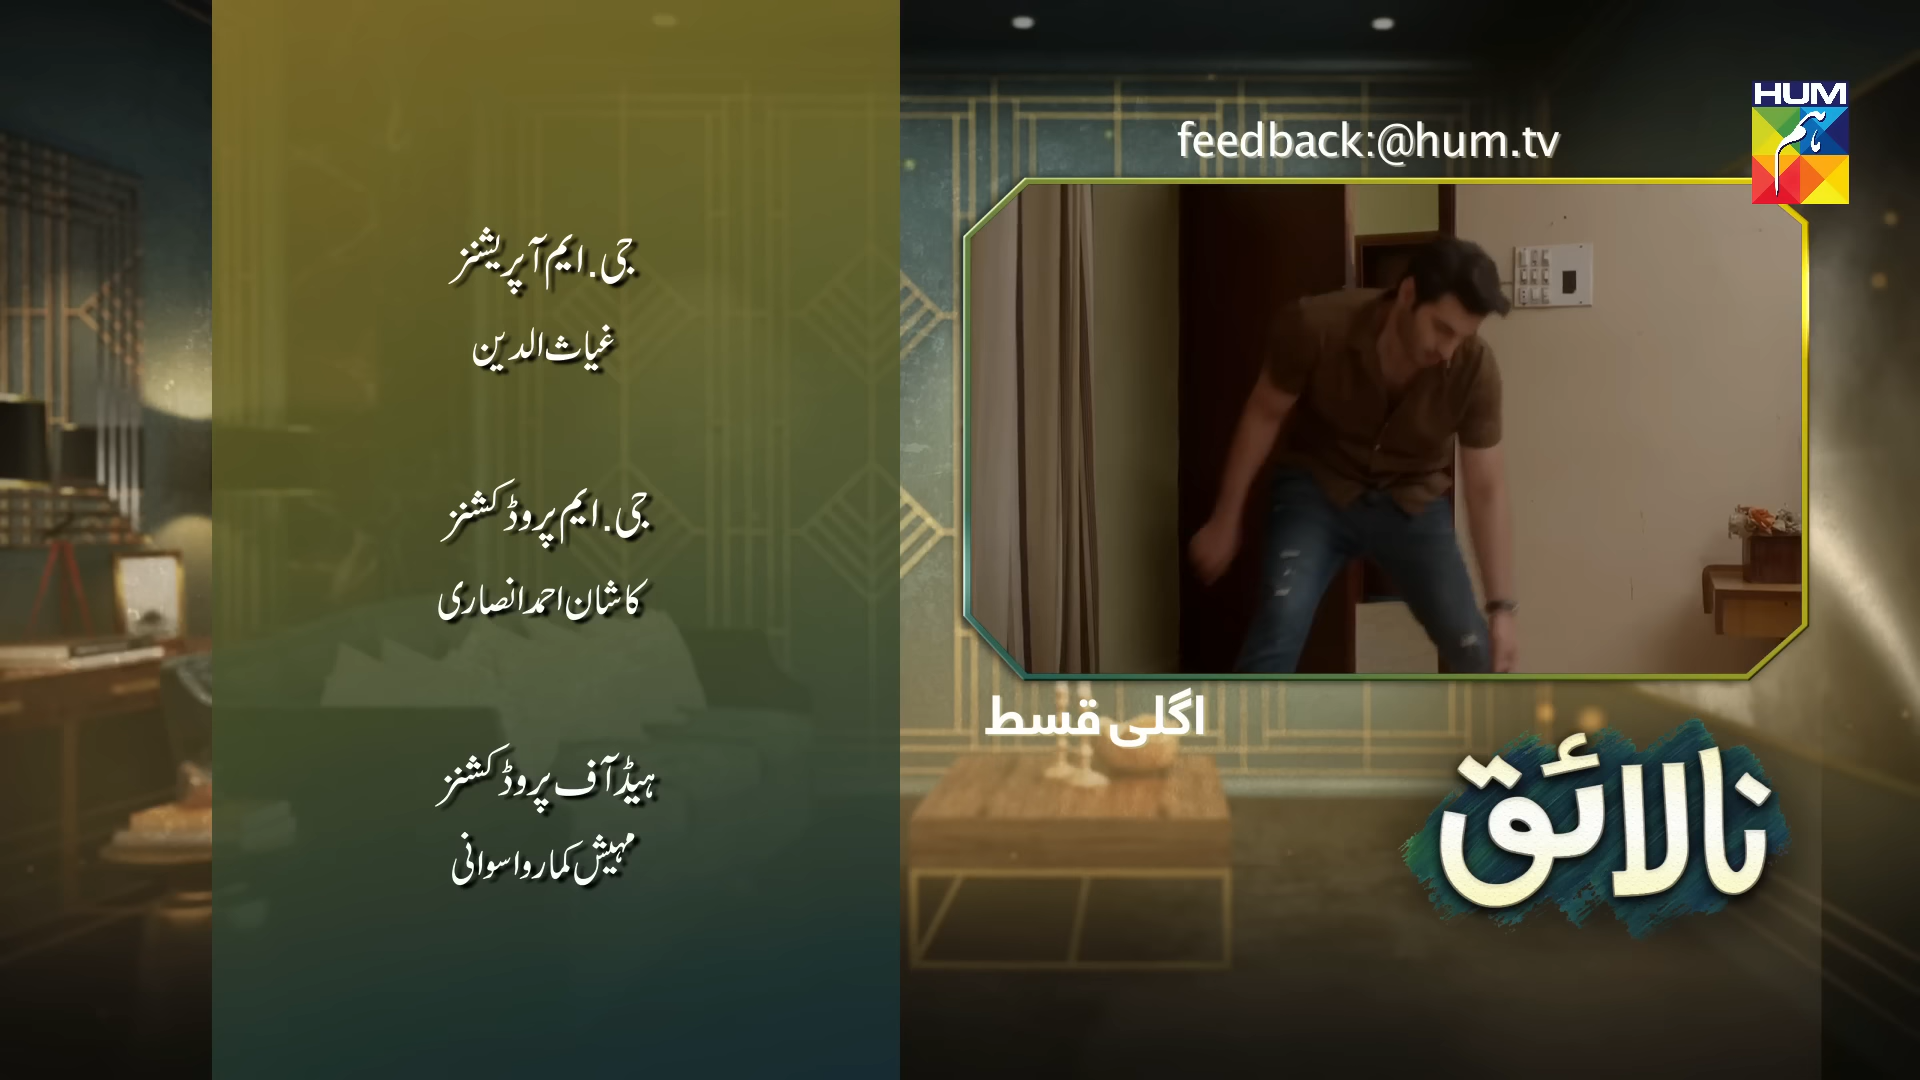 جی.ایم آپریشنز
غیاث الدین
جی.ایم پروڈکشنز
کاشان احمد انصاری
ہیڈ آف پروڈکشنز
مہیش کمار واسوانی
feedback:@hum.tv
HUM
ہم
اگلی قسط
نالائق